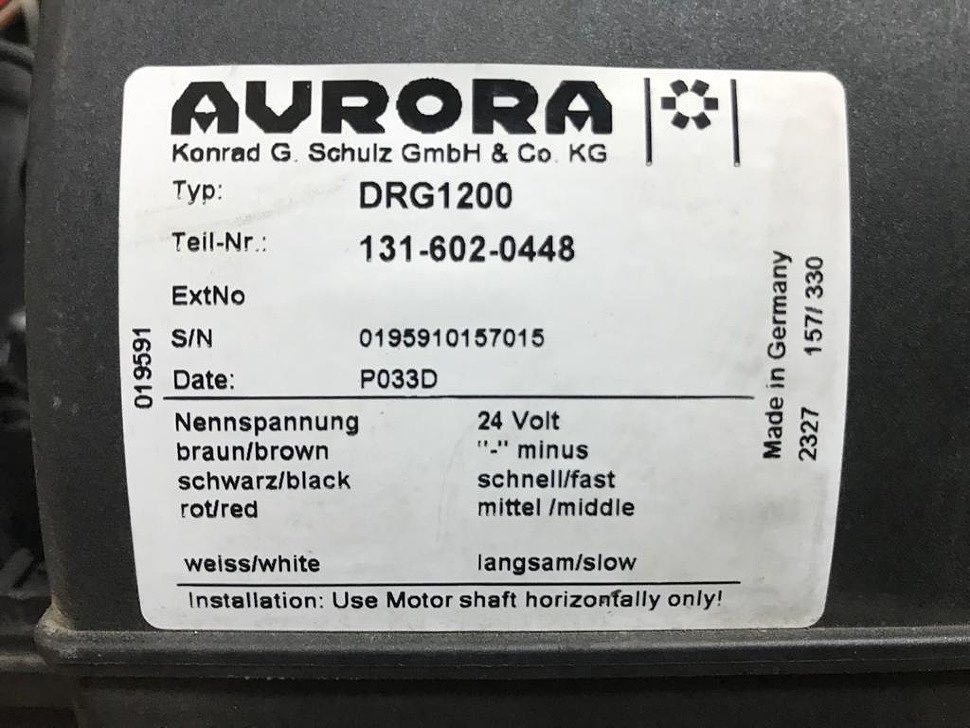 AURORA
Konrad G. Schulz GmbH & Co. KG
Typ: DRG1200
Teil-Nr.: 131-602-0448
ExtNo
S/N 0195910157015
Date: P033D
019591
Made in Germany
2327 157/ 330
Nennspannung 24 Volt
braun/brown "-" minus
schwarz/black schnell/fast
rot/red mittel /middle
weiss/white langsam/slow
Installation: Use Motor shaft horizontally only!